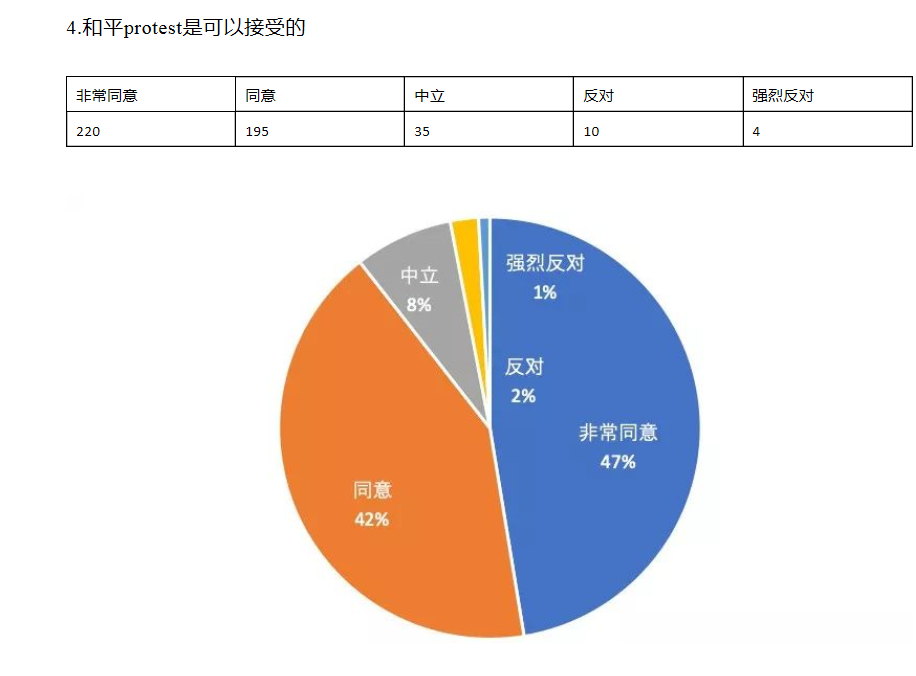 4.和平protest是可以接受的
非常同意 同意 中立 反对 强烈反对
220 195 35 10 4
强烈反对
1%
中立
8%
反对
2%
非常同意
47%
同意
42%